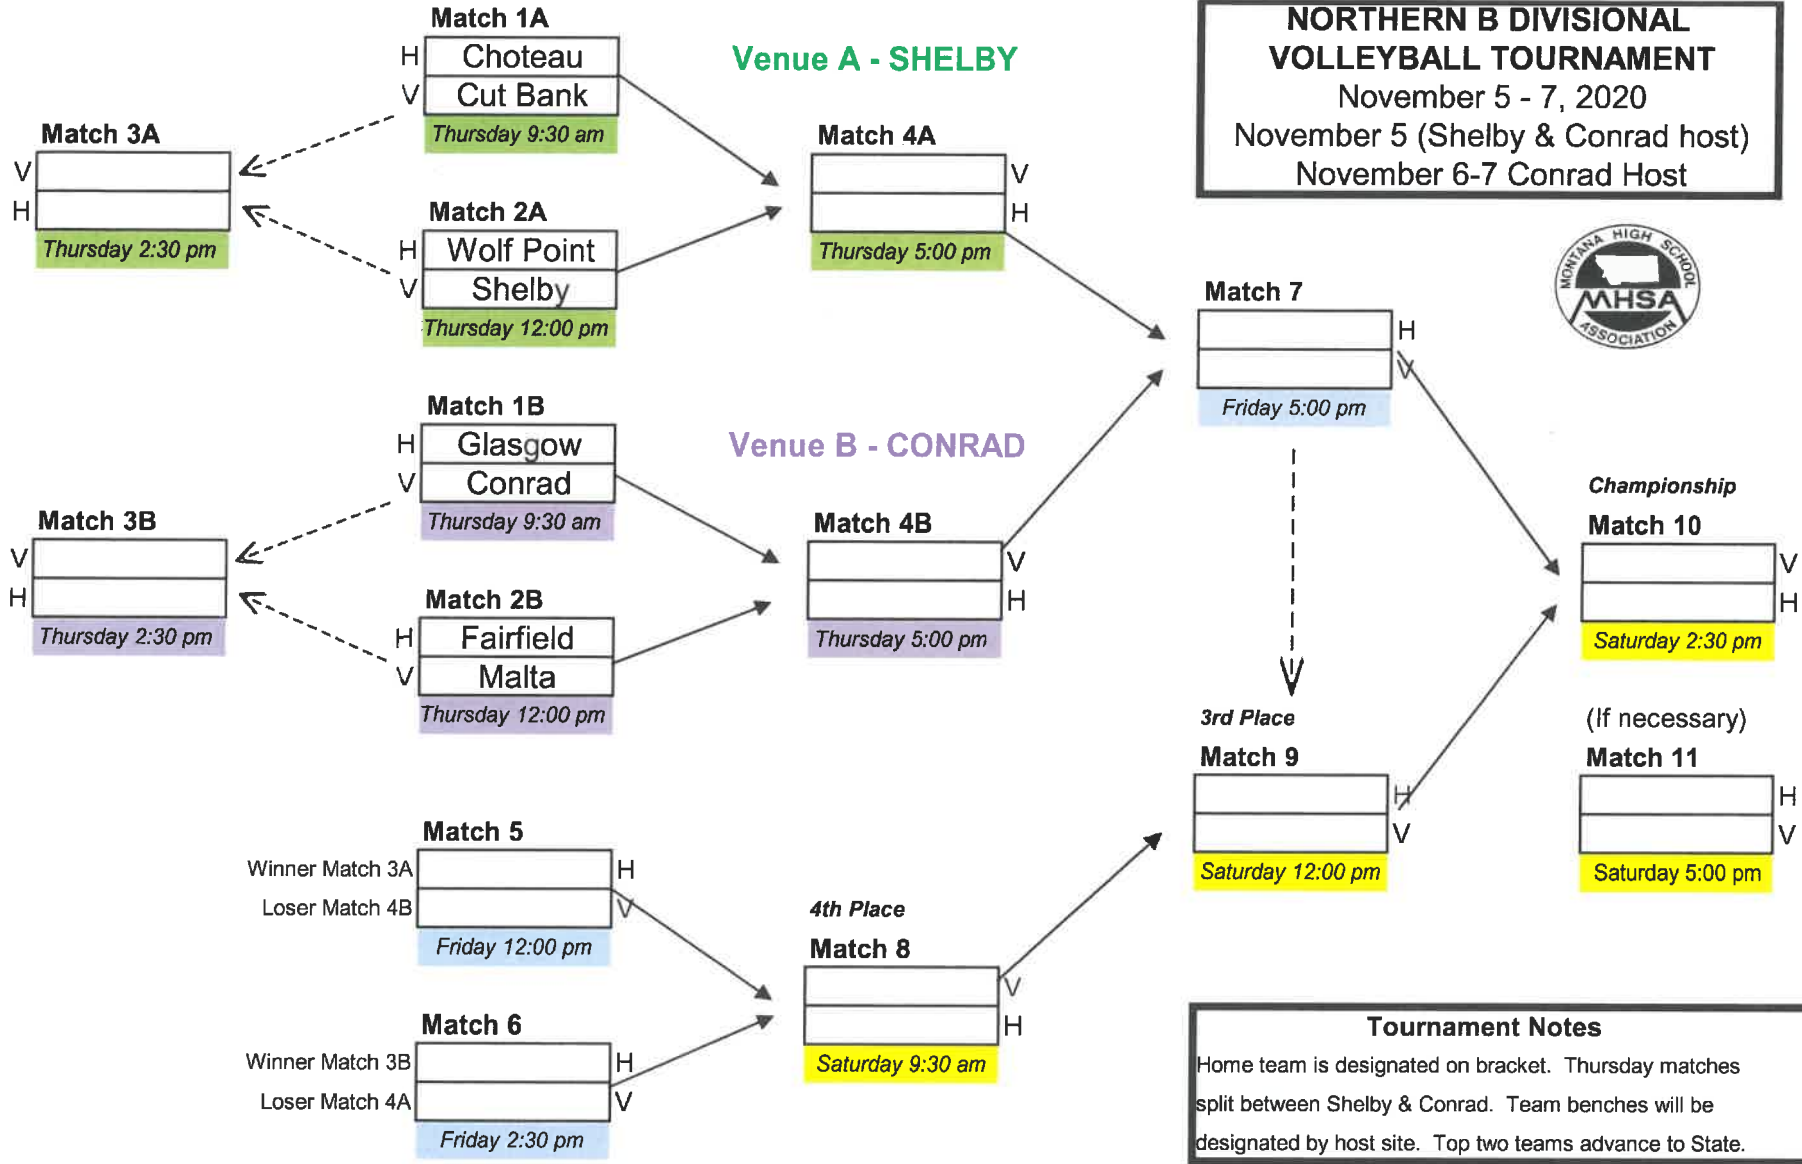 NORTHERN B DIVISIONAL
VOLLEYBALL TOURNAMENT
November 5 - 7, 2020
November 5 (Shelby & Conrad host)
November 6-7 Conrad Host
MONTANA HIGH SCHOOL
MHSA
ASSOCIATION
Venue A - SHELBY
Match 1A
H Choteau
V Cut Bank
Thursday 9:30 am
Match 2A
H Wolf Point
V Shelby
Thursday 12:00 pm
Match 3A
V
H
Thursday 2:30 pm
Match 4A
V
H
Thursday 5:00 pm
Venue B - CONRAD
Match 1B
H Glasgow
V Conrad
Thursday 9:30 am
Match 2B
H Fairfield
V Malta
Thursday 12:00 pm
Match 3B
V
H
Thursday 2:30 pm
Match 4B
V
H
Thursday 5:00 pm
Match 5
Winner Match 3A H
Loser Match 4B V
Friday 12:00 pm
Match 6
Winner Match 3B H
Loser Match 4A V
Friday 2:30 pm
Match 7
H
V
Friday 5:00 pm
4th Place
Match 8
V
H
Saturday 9:30 am
3rd Place
Match 9
H
V
Saturday 12:00 pm
Championship
Match 10
V
H
Saturday 2:30 pm
(If necessary)
Match 11
H
V
Saturday 5:00 pm
Tournament Notes
Home team is designated on bracket. Thursday matches
split between Shelby & Conrad. Team benches will be
designated by host site. Top two teams advance to State.